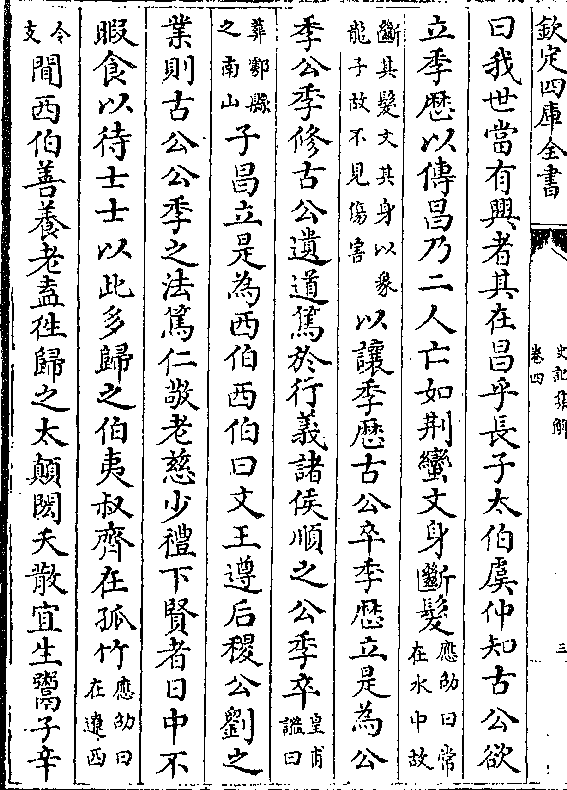 欽定四庫全書
史記集解
卷四
三
曰我世當有興者其在昌乎長子太伯虞仲知古公欲
立季歴以傳昌乃二人亡如荆蠻文身斷髮
應劭曰常
在水中故
斷其髮文其身以象
龍子故不見傷害
以讓季歴古公卒季歴立是為公
季公季修古公遺道篤於行義諸侯順之公季卒
皇甫
謐曰
葬鄠縣
之南山
子昌立是為西伯西伯曰文王遵后稷公劉之
業則古公公季之法篤仁敬老慈少禮下賢者日中不
暇食以待士士以此多歸之伯夷叔齊在孤竹
應劭曰
在遼西
令
支
聞西伯善養老盍徃歸之太顛閎夭散宜生鬻子辛